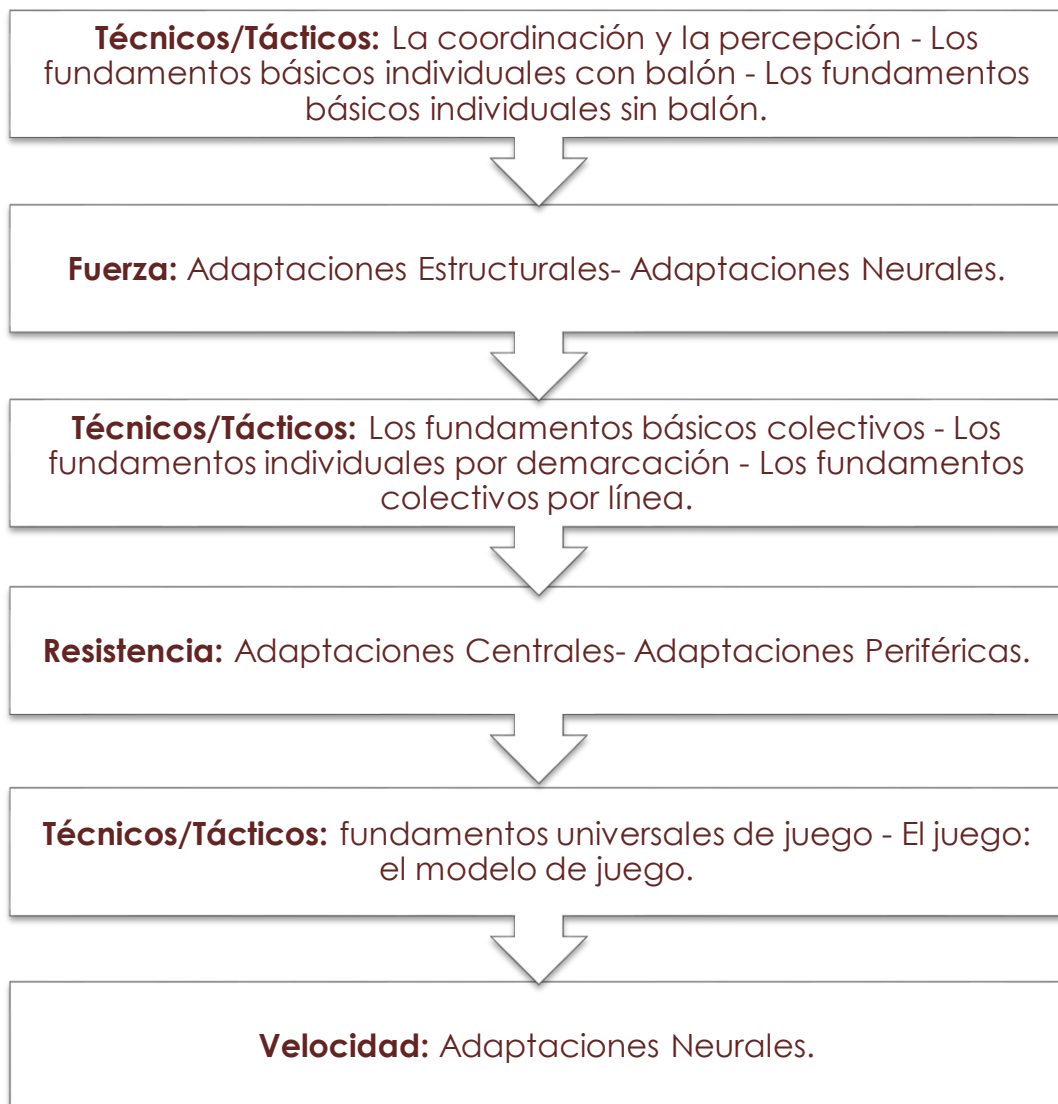 Técnicos/Tácticos: La coordinación y la percepción - Los
fundamentos básicos individuales con balón - Los fundamentos
básicos individuales sin balón.
Fuerza: Adaptaciones Estructurales- Adaptaciones Neurales.
Técnicos/Tácticos: Los fundamentos básicos colectivos - Los
fundamentos individuales por demarcación - Los fundamentos
colectivos por línea.
Resistencia: Adaptaciones Centrales- Adaptaciones Periféricas.
Técnicos/Tácticos: fundamentos universales de juego - El juego:
el modelo de juego.
Velocidad: Adaptaciones Neurales.